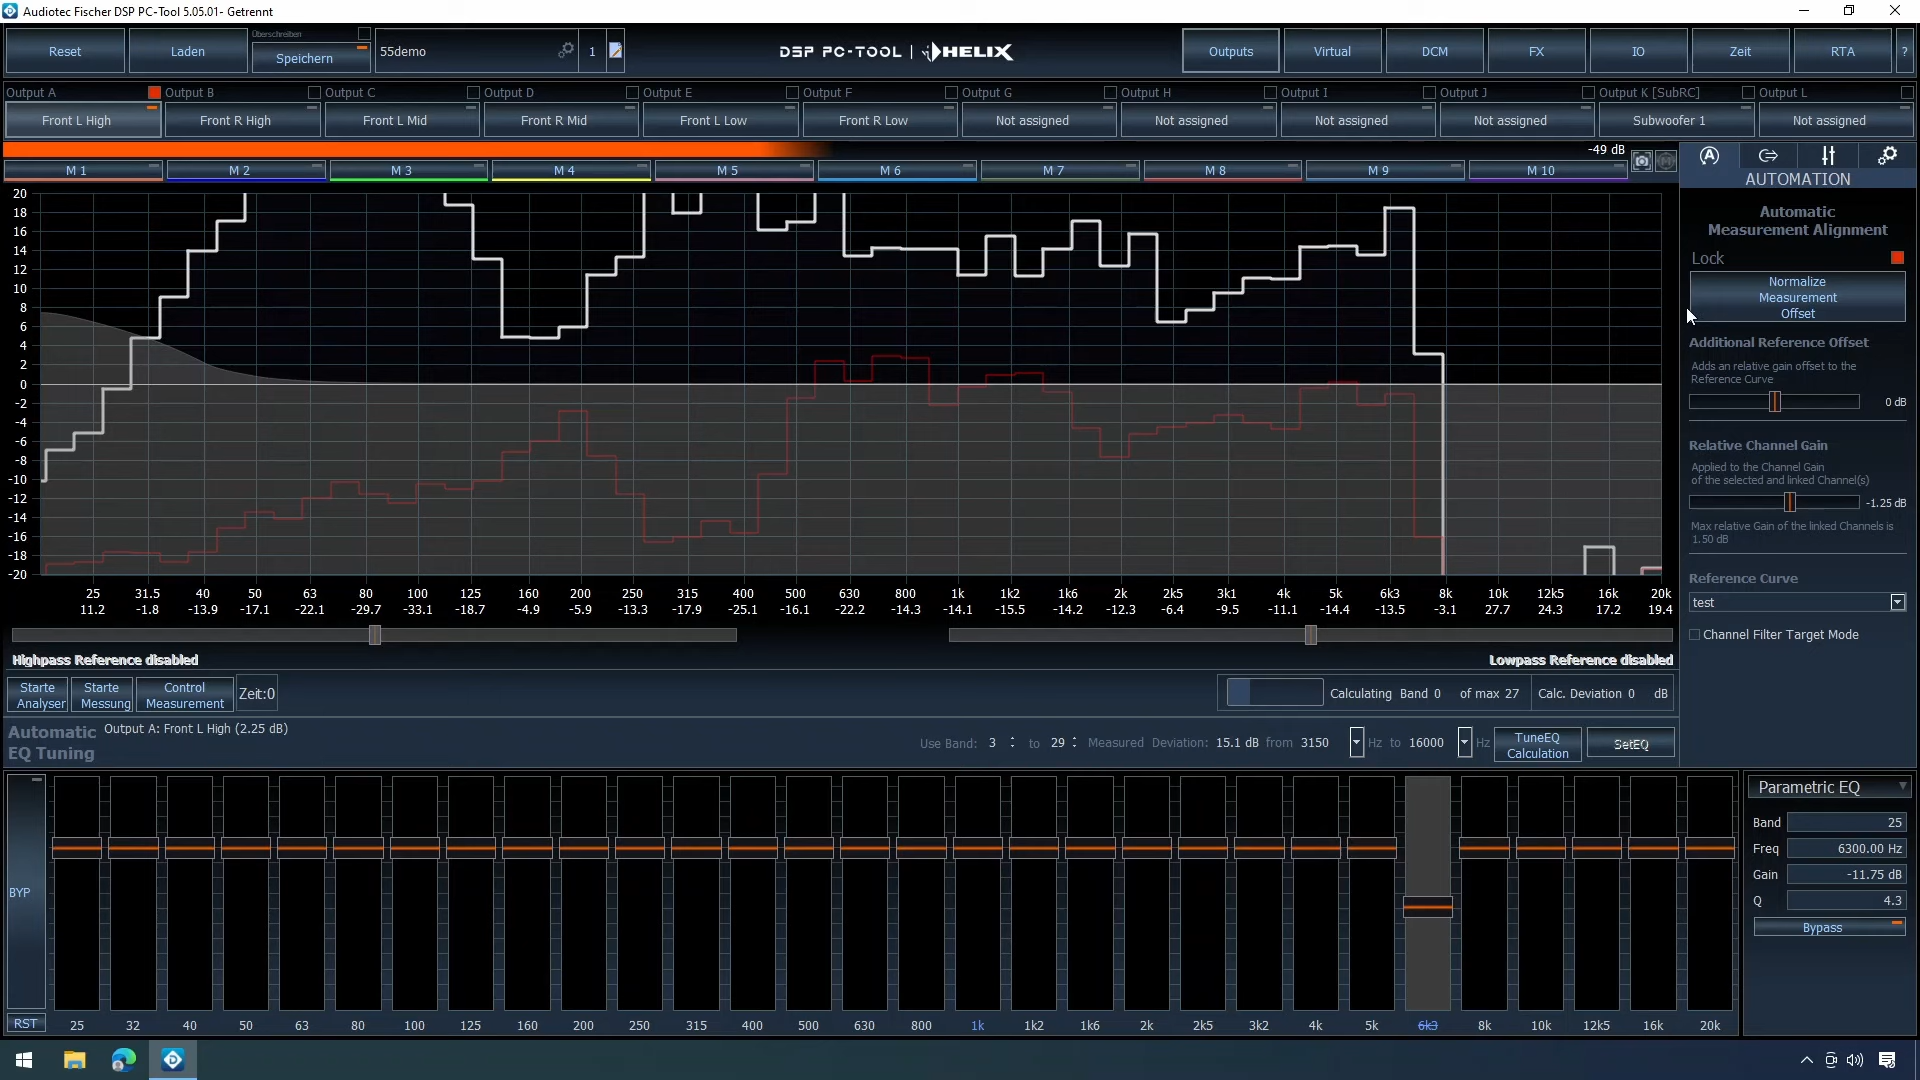 Audiotec Fischer DSP PC-Tool 5.05.01- Getrennt
Reset
Laden
Überschreiben
Speichern
55demo
1
DSP PC-TOOL | HELIX
Outputs
Virtual
DCM
FX
IO
Zeit
RTA
?
Output A
Output B
Output C
Output D
Output E
Output F
Output G
Output H
Output I
Output J
Output K [SubRC]
Output L
Front L High
Front R High
Front L Mid
Front R Mid
Front L Low
Front R Low
Not assigned
Not assigned
Not assigned
Not assigned
Subwoofer 1
Not assigned
-49 dB
M 1
M 2
M 3
M 4
M 5
M 6
M 7
M 8
M 9
M 10
20
18
16
14
12
10
8
6
4
2
0
-2
-4
-6
-8
-10
-12
-14
-16
-18
-20
25 31.5 40 50 63 80 100 125 160 200 250 315 400 500 630 800 1k 1k2 1k6 2k 2k5 3k1 4k 5k 6k3 8k 10k 12k5 16k 20k
11.2 -1.8 -13.9 -17.1 -22.1 -29.7 -33.1 -18.7 -4.9 -5.9 -13.3 -17.9 -25.1 -16.1 -22.2 -14.3 -14.1 -15.5 -14.2 -12.3 -6.4 -9.5 -11.1 -14.4 -13.5 -3.1 27.7 24.3 17.2 19.4
Highpass Reference disabled
Lowpass Reference disabled
AUTOMATION
Automatic
Measurement Alignment
Lock
Normalize
Measurement
Offset
Additional Reference Offset
Adds an relative gain offset to the
Reference Curve
0 dB
Relative Channel Gain
Applied to the Channel Gain
of the selected and linked Channel(s)
-1.25 dB
Max relative Gain of the linked Channels is
1.50 dB
Reference Curve
test
Channel Filter Target Mode
Starte
Analyser
Starte
Messung
Control
Measurement
Zeit:0
Calculating Band 0 of max 27
Calc. Deviation 0 dB
Automatic
EQ Tuning
Output A: Front L High (2.25 dB)
Use Band: 3 to 29 Measured Deviation: 15.1 dB from 3150 Hz to 16000 Hz
TuneEQ
Calculation
SetEQ
BYP
RST
25 32 40 50 63 80 100 125 160 200 250 315 400 500 630 800 1k 1k2 1k6 2k 2k5 3k2 4k 5k 6k3 8k 10k 12k5 16k 20k
Parametric EQ
Band 25
Freq 6300.00 Hz
Gain -11.75 dB
Q 4.3
Bypass